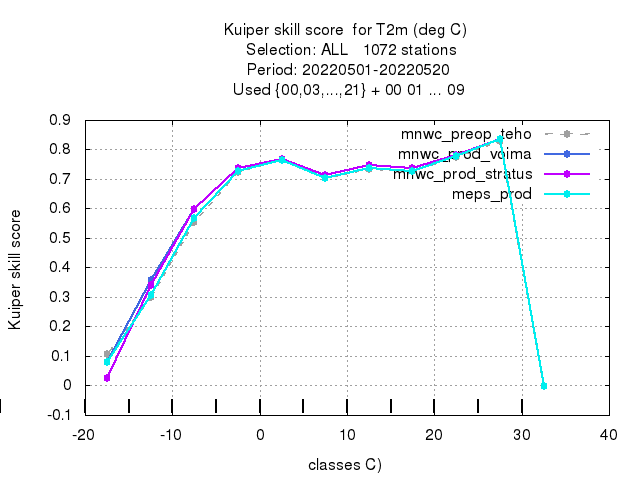 Kuiper skill score  for T2m (deg C)
Selection: ALL   1072 stations
Period: 20220501-20220520
Used {00,03,...,21} + 00 01 ... 09
Kuiper skill score
0.9
0.8
0.7
0.6
0.5
0.4
0.3
0.2
0.1
0
-0.1
mnwc_preop_teho
mnwc_prod_voima
mnwc_prod_stratus
meps_prod
-20 -10 0 10 20 30 40
classes C)